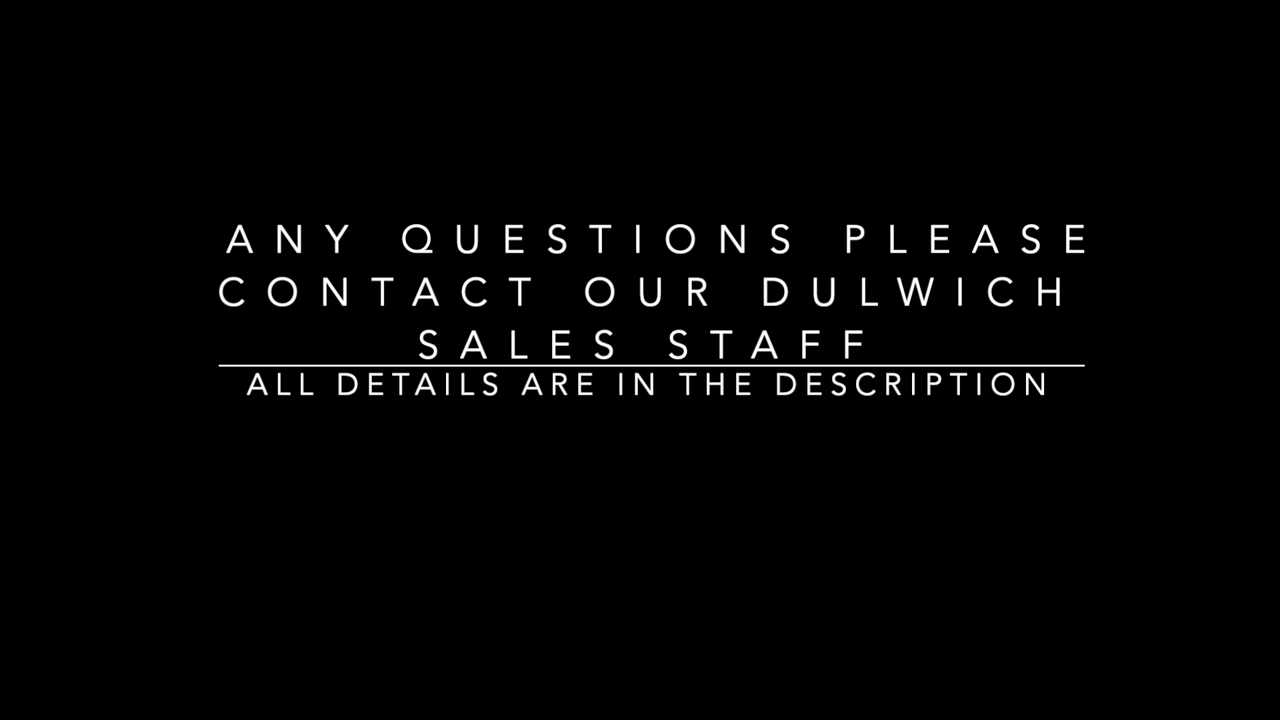 ANY QUESTIONS PLEASE
CONTACT OUR DULWICH
SALES STAFF
ALL DETAILS ARE IN THE DESCRIPTION